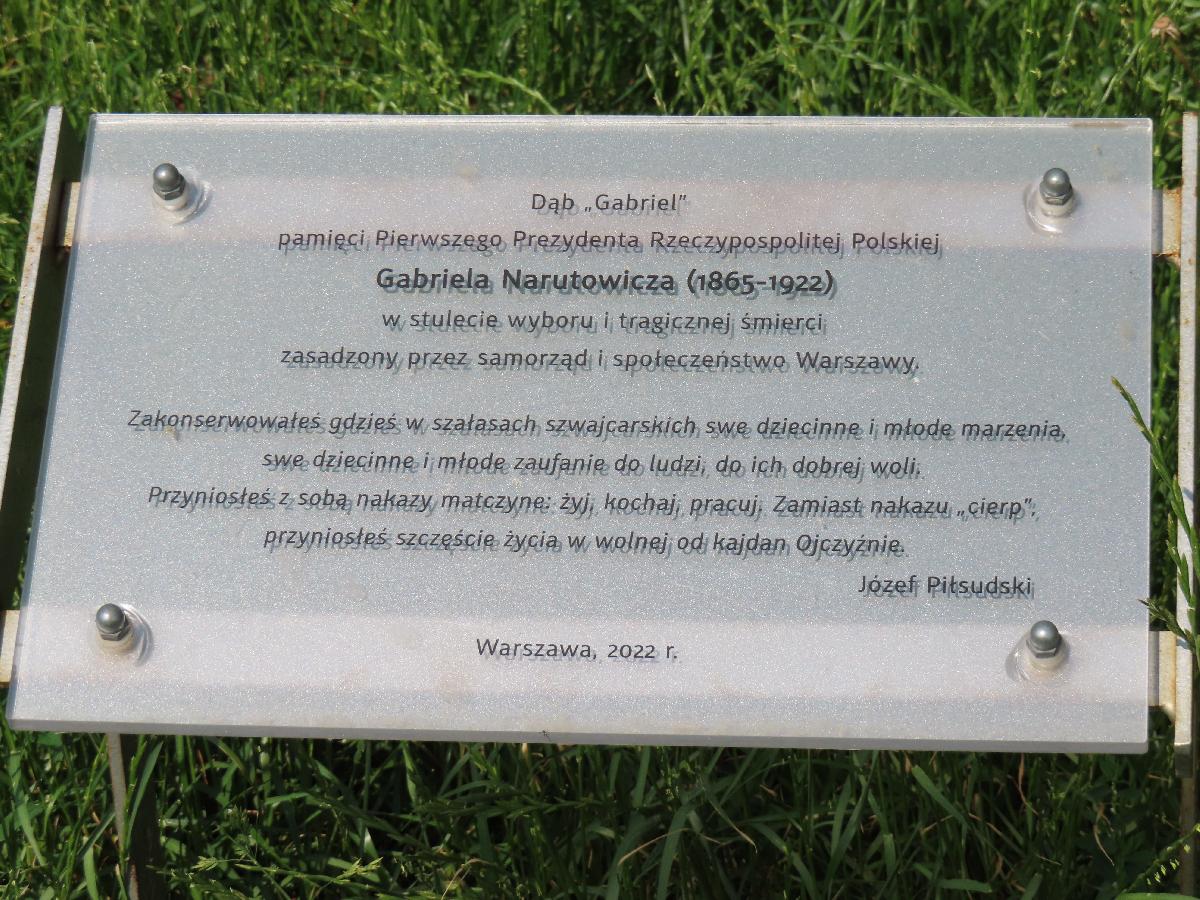 Dąb „Gabriel”
pamięci Pierwszego Prezydenta Rzeczypospolitej Polskiej
Gabriela Narutowicza (1865-1922)
w stulecie wyboru i tragicznej śmierci
zasadzony przez samorząd i społeczeństwo Warszawy.
Zakonserwowałeś gdzieś w szałasach szwajcarskich swe dziecinne i młode marzenia,
swe dziecinne i młode zaufanie do ludzi, do ich dobrej woli.
Przyniosłeś z sobą nakazy matczyne: żyj, kochaj, pracuj. Zamiast nakazu „cierp”,
przyniosłeś szczęście życia w wolnej od kajdan Ojczyźnie.
Józef Piłsudski
Warszawa, 2022 r.